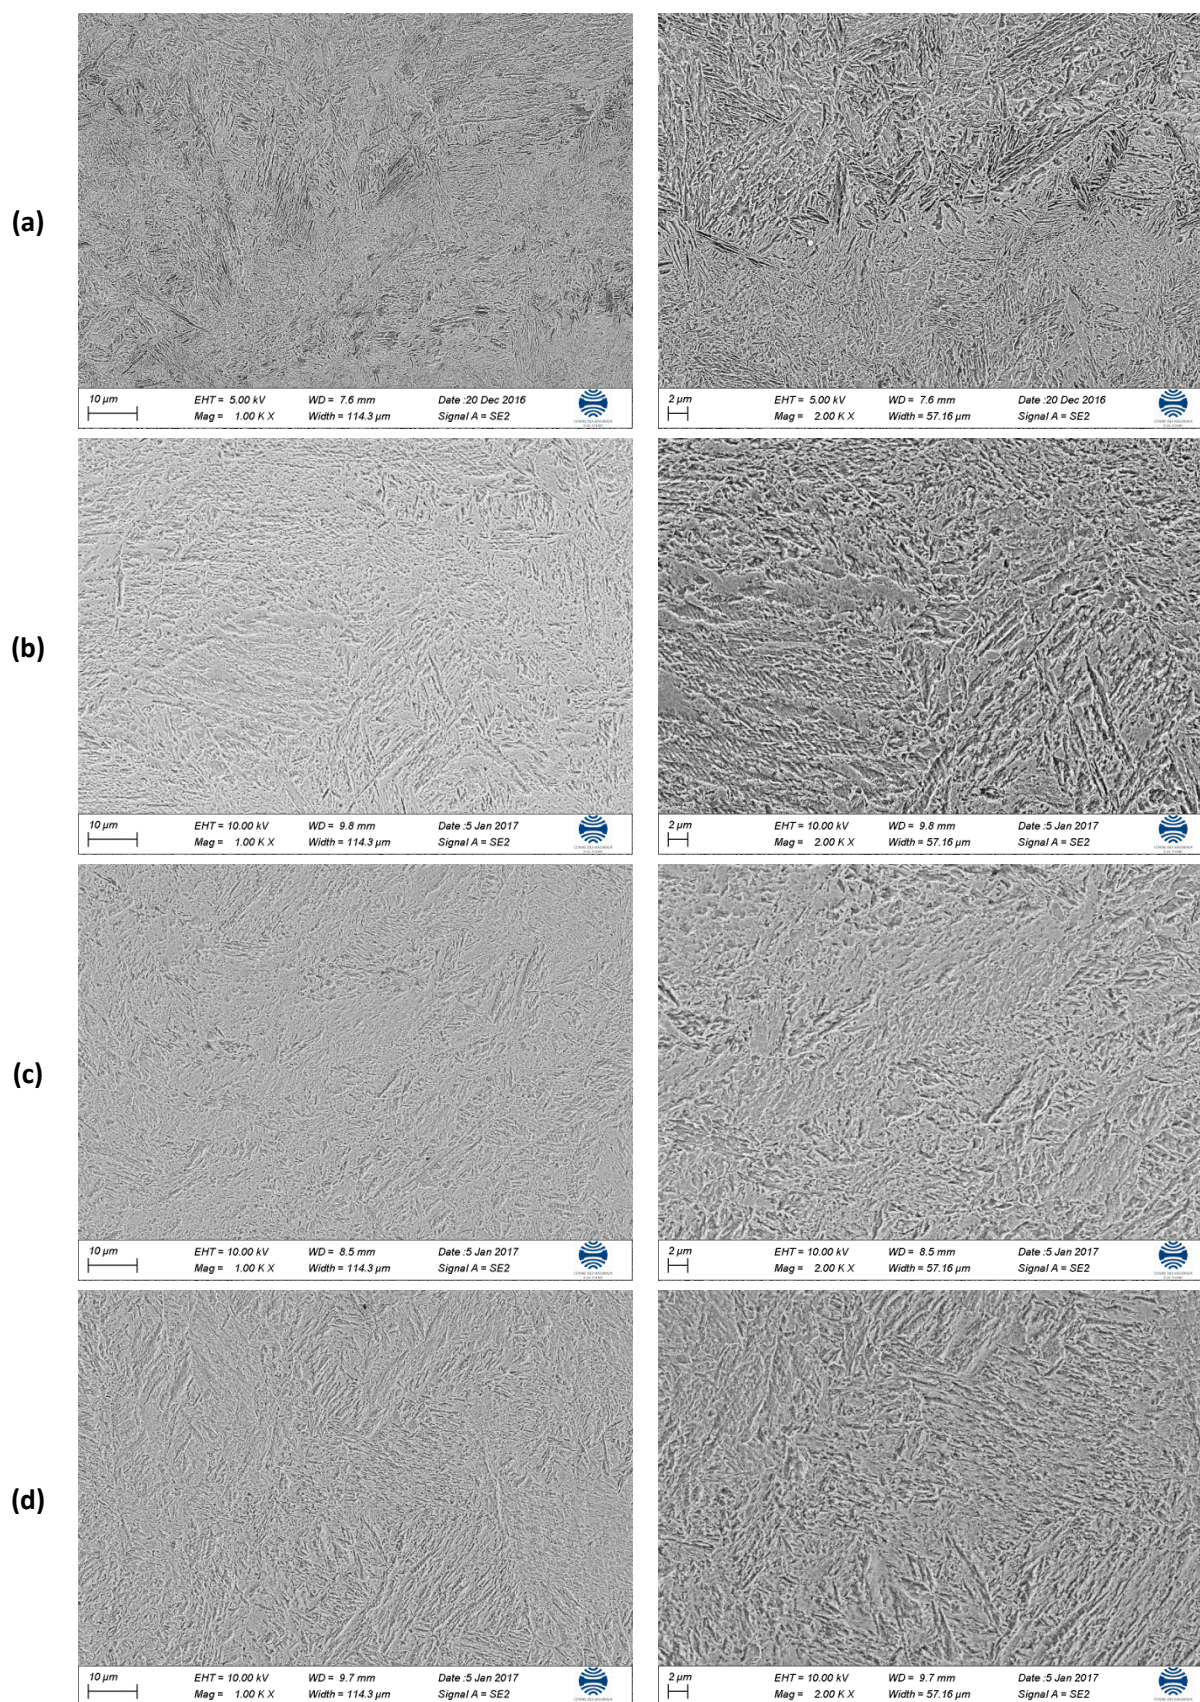 (a)
10 µm EHT = 5.00 kV WD = 7.6 mm Date :20 Dec 2016
Mag = 1.00 K X Width = 114.3 µm Signal A = SE2
2 µm EHT = 5.00 kV WD = 7.6 mm Date :20 Dec 2016
Mag = 2.00 K X Width = 57.16 µm Signal A = SE2
(b)
10 µm EHT = 10.00 kV WD = 9.8 mm Date :5 Jan 2017
Mag = 1.00 K X Width = 114.3 µm Signal A = SE2
2 µm EHT = 10.00 kV WD = 9.8 mm Date :5 Jan 2017
Mag = 2.00 K X Width = 57.16 µm Signal A = SE2
(c)
10 µm EHT = 10.00 kV WD = 8.5 mm Date :5 Jan 2017
Mag = 1.00 K X Width = 114.3 µm Signal A = SE2
2 µm EHT = 10.00 kV WD = 8.5 mm Date :5 Jan 2017
Mag = 2.00 K X Width = 57.16 µm Signal A = SE2
(d)
10 µm EHT = 10.00 kV WD = 9.7 mm Date :5 Jan 2017
Mag = 1.00 K X Width = 114.3 µm Signal A = SE2
2 µm EHT = 10.00 kV WD = 9.7 mm Date :5 Jan 2017
Mag = 2.00 K X Width = 57.16 µm Signal A = SE2